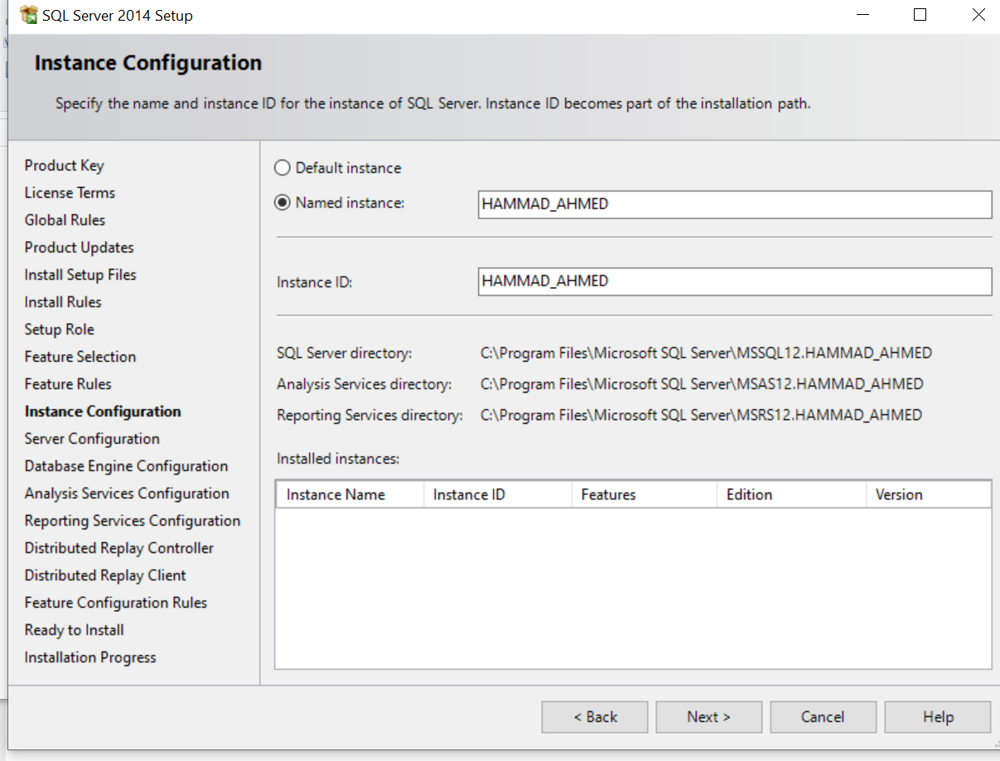 SQL Server 2014 Setup
Instance Configuration
Specify the name and instance ID for the instance of SQL Server. Instance ID becomes part of the installation path.
Product Key
License Terms
Global Rules
Product Updates
Install Setup Files
Install Rules
Setup Role
Feature Selection
Feature Rules
Instance Configuration
Server Configuration
Database Engine Configuration
Analysis Services Configuration
Reporting Services Configuration
Distributed Replay Controller
Distributed Replay Client
Feature Configuration Rules
Ready to Install
Installation Progress
Default instance
Named instance: HAMMAD_AHMED
Instance ID: HAMMAD_AHMED
SQL Server directory: C:\Program Files\Microsoft SQL Server\MSSQL12.HAMMAD_AHMED
Analysis Services directory: C:\Program Files\Microsoft SQL Server\MSAS12.HAMMAD_AHMED
Reporting Services directory: C:\Program Files\Microsoft SQL Server\MSRS12.HAMMAD_AHMED
Installed instances:
Instance Name Instance ID Features Edition Version
< Back Next > Cancel Help